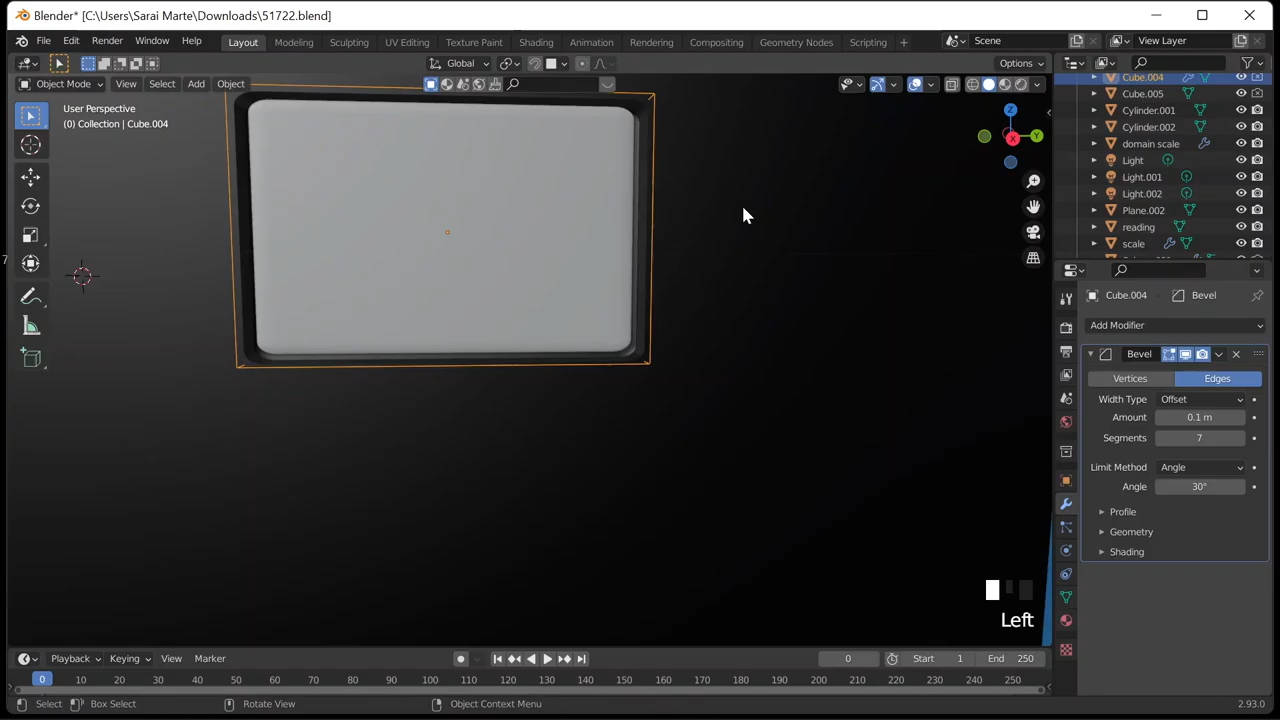 Blender* [C:\Users\Sarai Marte\Downloads\51722.blend]
File Edit Render Window Help Layout Modeling Sculpting UV Editing Texture Paint Shading Animation Rendering Compositing Geometry Nodes Scripting + Scene View Layer
Global Options
Object Mode View Select Add Object
User Perspective
(0) Collection | Cube.004
Z
Y
X
7
Cube.004
Cube.005
Cylinder.001
Cylinder.002
domain scale
Light
Light.001
Light.002
Plane.002
reading
scale
Cube.004 Bevel
Add Modifier
Bevel
Vertices Edges
Width Type Offset
Amount 0.1 m
Segments 7
Limit Method Angle
Angle 30°
Profile
Geometry
Shading
Left
Playback Keying View Marker 0 Start 1 End 250
0 10 20 30 40 50 60 70 80 90 100 110 120 130 140 150 160 170 180 190 200 210 220 230 240 250
Select Box Select Rotate View Object Context Menu 2.93.0